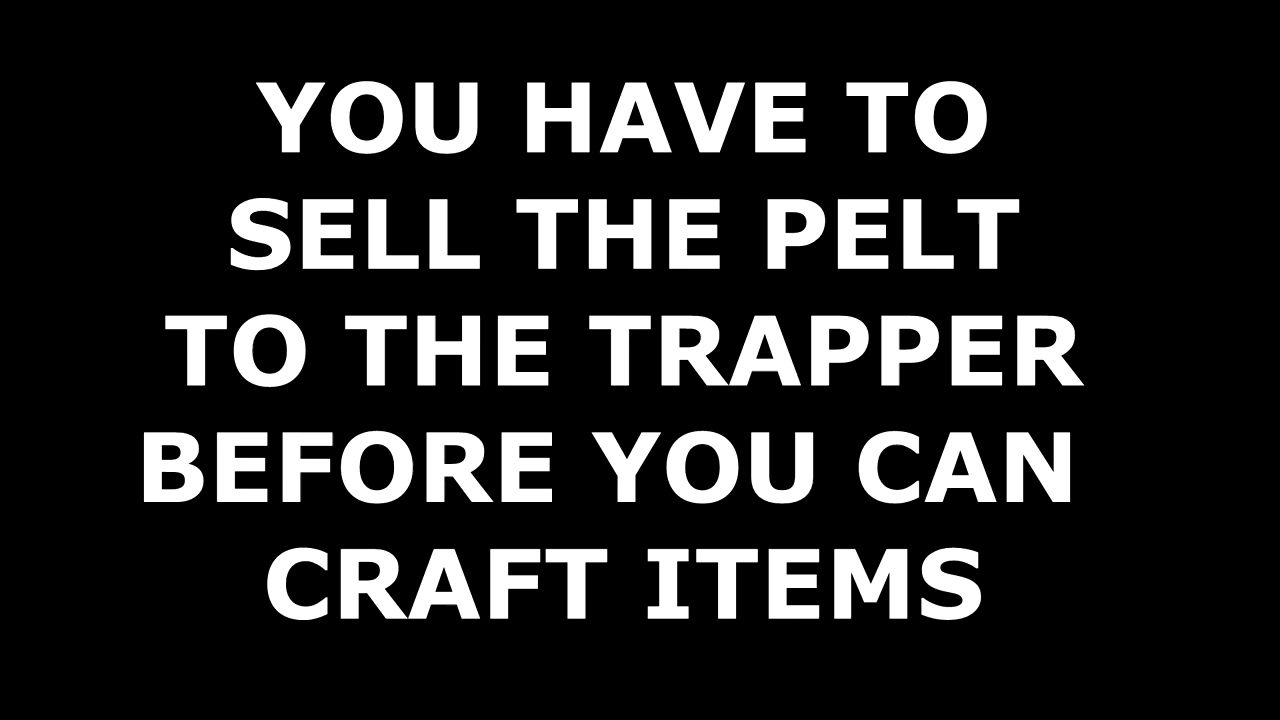 YOU HAVE TO
SELL THE PELT
TO THE TRAPPER
BEFORE YOU CAN
CRAFT ITEMS